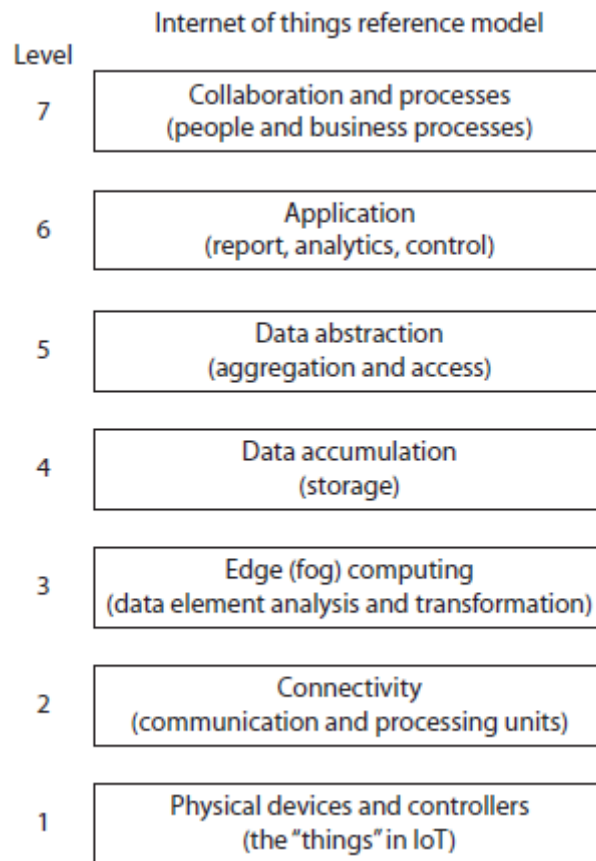 Internet of things reference model
Level
7
Collaboration and processes
(people and business processes)
6
Application
(report, analytics, control)
5
Data abstraction
(aggregation and access)
4
Data accumulation
(storage)
3
Edge (fog) computing
(data element analysis and transformation)
2
Connectivity
(communication and processing units)
1
Physical devices and controllers
(the “things” in IoT)